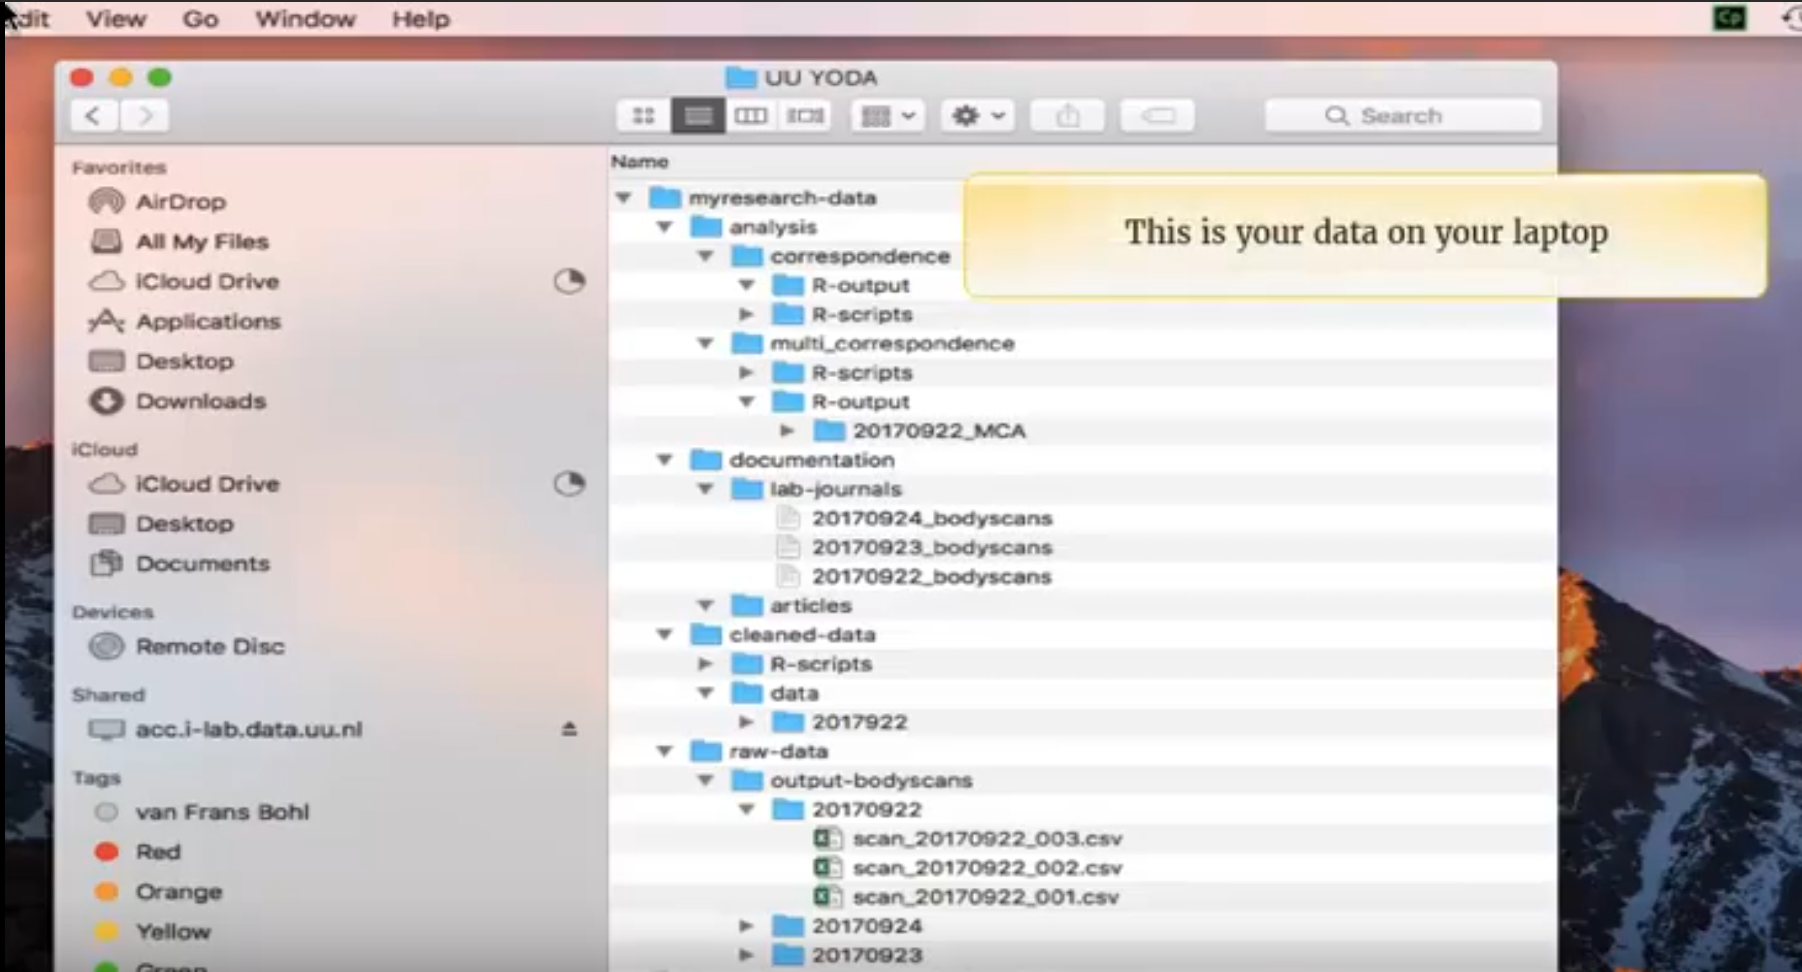 dit View Go Window Help
Cp
UU YODA
Search
Favorites
AirDrop
All My Files
iCloud Drive
Applications
Desktop
Downloads
iCloud
iCloud Drive
Desktop
Documents
Devices
Remote Disc
Shared
acc.i-lab.data.uu.nl
Tags
van Frans Bohl
Red
Orange
Yellow
Green
Name
myresearch-data
analysis
correspondence
R-output
R-scripts
multi_correspondence
R-scripts
R-output
20170922_MCA
documentation
lab-journals
20170924_bodyscans
20170923_bodyscans
20170922_bodyscans
articles
cleaned-data
R-scripts
data
2017922
raw-data
output-bodyscans
20170922
scan_20170922_003.csv
scan_20170922_002.csv
scan_20170922_001.csv
20170924
20170923
This is your data on your laptop